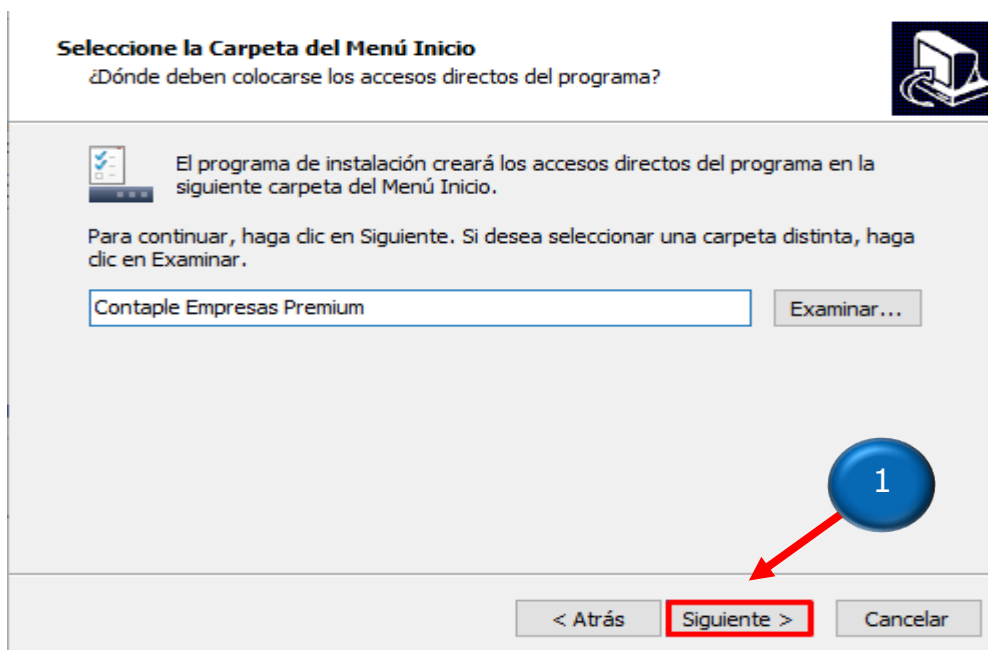 Seleccione la Carpeta del Menú Inicio
¿Dónde deben colocarse los accesos directos del programa?
El programa de instalación creará los accesos directos del programa en la
siguiente carpeta del Menú Inicio.
Para continuar, haga clic en Siguiente. Si desea seleccionar una carpeta distinta, haga
clic en Examinar.
Contaple Empresas Premium
Examinar...
1
< Atrás
Siguiente >
Cancelar